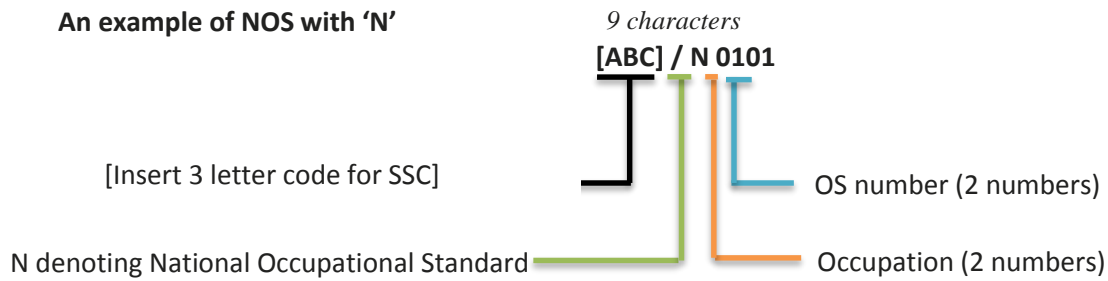 An example of NOS with ‘N’
9 characters
[ABC] / N 0101
[Insert 3 letter code for SSC]
OS number (2 numbers)
N denoting National Occupational Standard
Occupation (2 numbers)